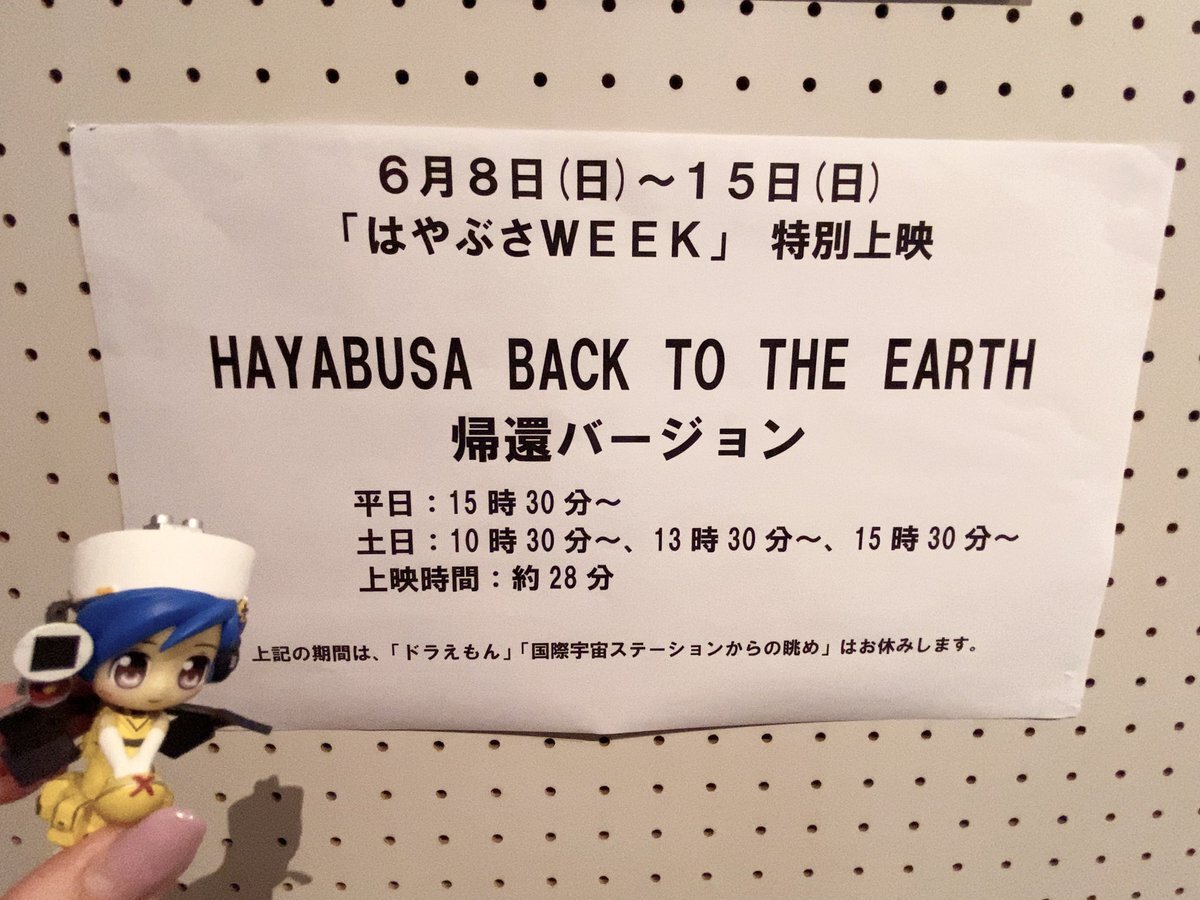 ６月８日(日)～１５日(日)
「はやぶさＷＥＥＫ」 特別上映
HAYABUSA BACK TO THE EARTH
帰還バージョン
平日：15時30分～
土日：10時30分～、13時30分～、15時30分～
上映時間：約28分
上記の期間は、「ドラえもん」「国際宇宙ステーションからの眺め」はお休みします。